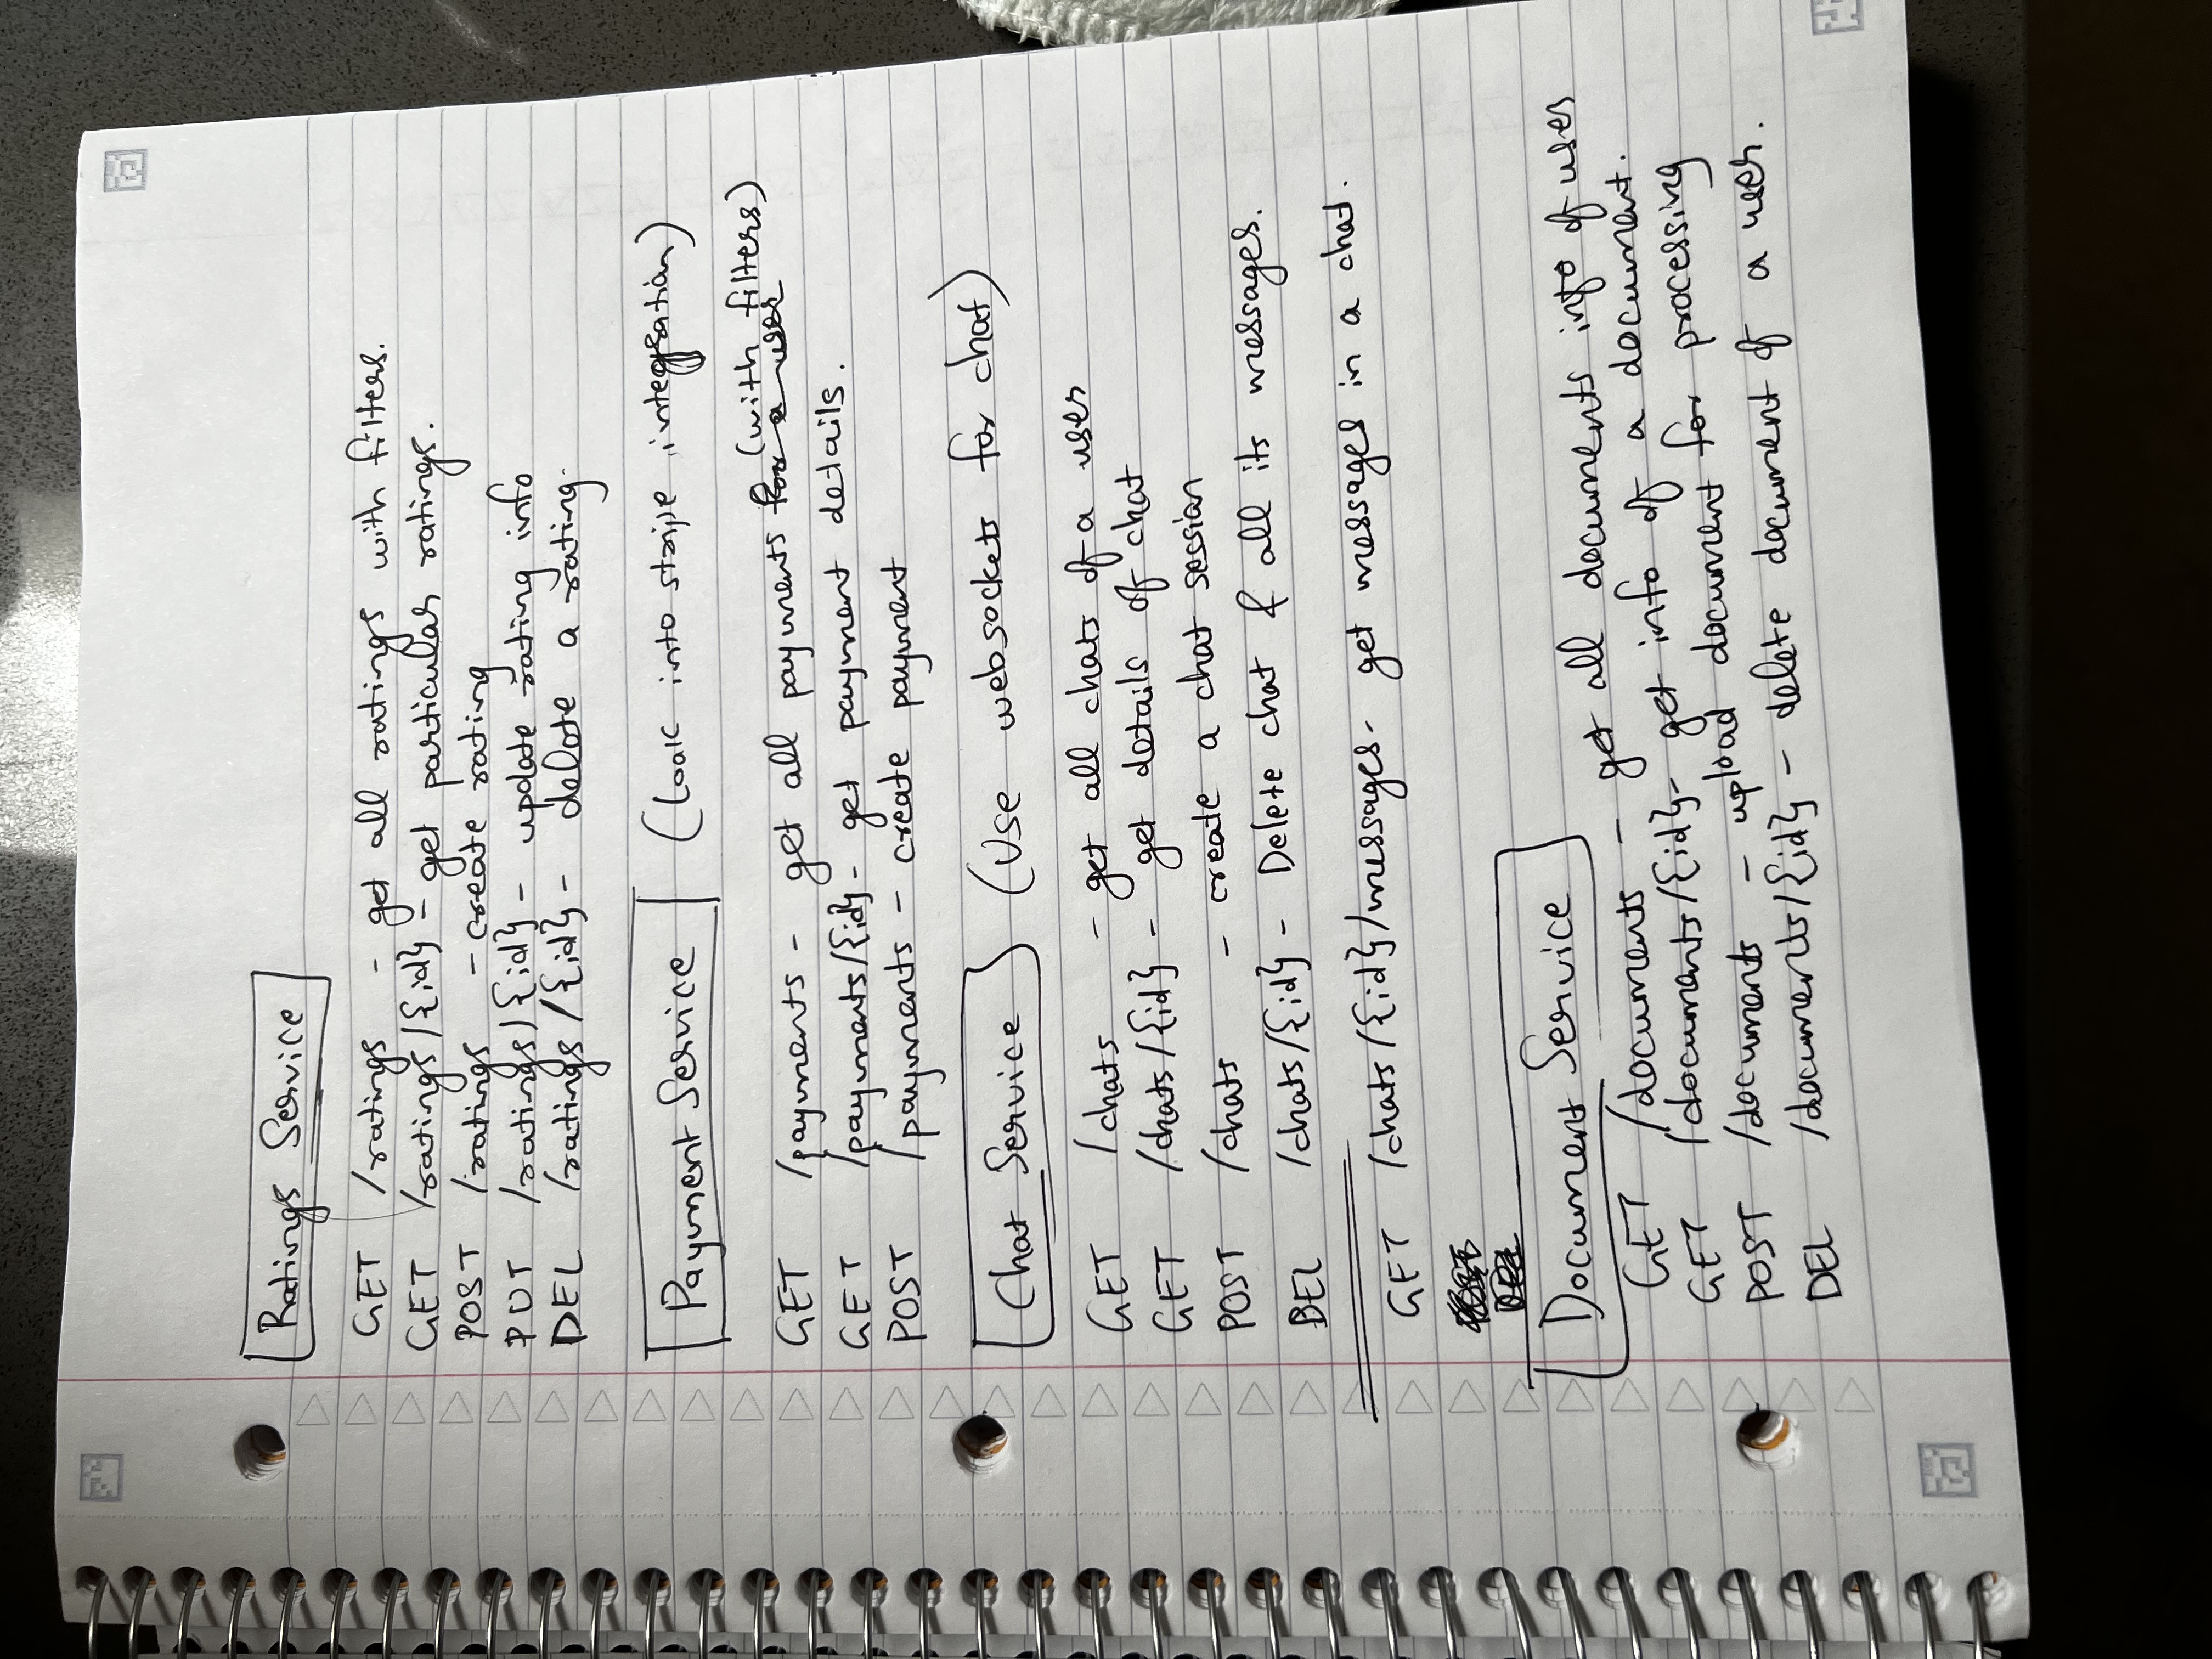 Ratings Service
GET /ratings - get all ratings with filters.
GET /ratings/{id} - get particular ratings.
POST /ratings - create rating
PUT /ratings/{id} - update rating info
DEL /ratings/{id} - delete a rating.
Payment Service (Look into stripe integration)
GET /payments - get all payments for a user (with filters)
GET /payments/{id} - get payment details.
POST /payments - create payment
Chat Service (Use websockets for chat)
GET /chats - get all chats of a user
GET /chats/{id} - get details of chat
POST /chats - create a chat session
DEL /chats/{id} - Delete chat & all its messages.
GET /chats/{id}/messages - get messages in a chat.
POST
DEL
Document Service
GET /documents - get all documents info of user
GET /documents/{id} - get info of a document.
POST /documents - upload document for processing
DEL /documents/{id} - delete document of a user.